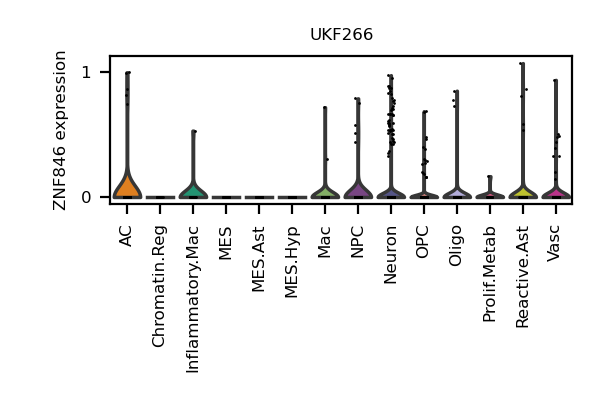 UKF266
ZNF846 expression
1
0
AC
Chromatin.Reg
Inflammatory.Mac
MES
MES.Ast
MES.Hyp
Mac
NPC
Neuron
OPC
Oligo
Prolif.Metab
Reactive.Ast
Vasc